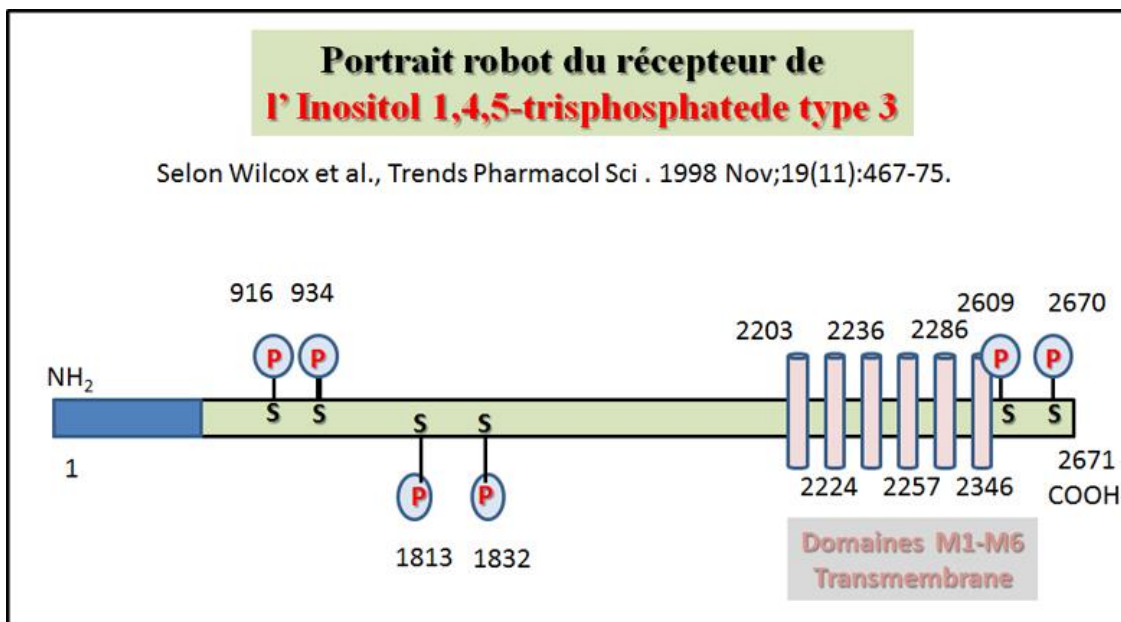 Portrait robot du récepteur de
l' Inositol 1,4,5-trisphosphatede type 3
Selon Wilcox et al., Trends Pharmacol Sci . 1998 Nov;19(11):467-75.
916 934
2609 2670
2203 2236 2286
P P P P
NH2
S S S S S S
1
P P
2224 2257 2346
2671
COOH
1813 1832
Domaines M1-M6
Transmembrane